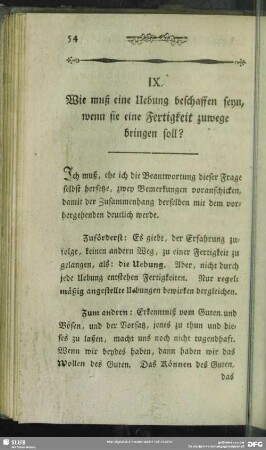 54
IX.
Wie muß eine Uebung beschaffen seyn,
wenn sie eine Fertigkeit zuwege
bringen soll?
Ich muß, ehe ich die Beantwortung dieser Frage
selbst hersetze, zwey Bemerkungen voranschicken,
damit der Zusammenhang derselben mit dem vor-
hergehenden deutlich werde.
Zuförderst: Es giebt, der Erfahrung zu-
folge, keinen andern Weg, zu einer Fertigkeit zu
gelangen, als: die Uebung. Aber, nicht durch
jede Uebung entstehen Fertigkeiten. Nur regel-
mäßig angestellte Uebungen bewirken dergleichen.
Zum andern: Erkenntniß vom Guten und
Bösen, und der Vorsatz, jenes zu thun und die-
ses zu laßen, macht uns noch nicht tugendhaft.
Wenn wir beydes haben, dann haben wir das
Wollen des Guten. Das Können des Guten,
das
SLUB
DFG